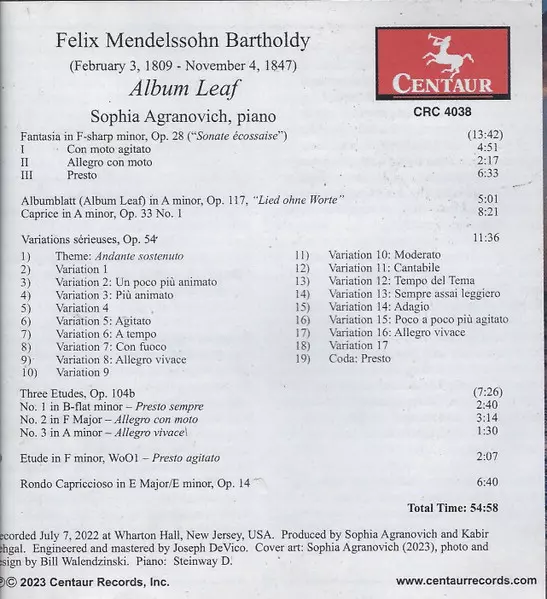 Felix Mendelssohn Bartholdy
(February 3, 1809 - November 4, 1847)
Album Leaf
Sophia Agranovich, piano
CENTAUR
CRC 4038
Fantasia in F-sharp minor, Op. 28 ("Sonate écossaise") (13:42)
I Con moto agitato 4:51
II Allegro con moto 2:17
III Presto 6:33
Albumblatt (Album Leaf) in A minor, Op. 117, "Lied ohne Worte" 5:01
Caprice in A minor, Op. 33 No. 1 8:21
Variations sérieuses, Op. 54 11:36
1) Theme: Andante sostenuto
2) Variation 1
3) Variation 2: Un poco più animato
4) Variation 3: Più animato
5) Variation 4
6) Variation 5: Agitato
7) Variation 6: A tempo
8) Variation 7: Con fuoco
9) Variation 8: Allegro vivace
10) Variation 9
11) Variation 10: Moderato
12) Variation 11: Cantabile
13) Variation 12: Tempo del Tema
14) Variation 13: Sempre assai leggiero
15) Variation 14: Adagio
16) Variation 15: Poco a poco più agitato
17) Variation 16: Allegro vivace
18) Variation 17
19) Coda: Presto
Three Etudes, Op. 104b (7:26)
No. 1 in B-flat minor – Presto sempre 2:40
No. 2 in F Major – Allegro con moto 3:14
No. 3 in A minor – Allegro vivace 1:30
Etude in F minor, WoO1 – Presto agitato 2:07
Rondo Capriccioso in E Major/E minor, Op. 14 6:40
Total Time: 54:58
ecorded July 7, 2022 at Wharton Hall, New Jersey, USA. Produced by Sophia Agranovich and Kabir
hgal. Engineered and mastered by Joseph DeVico. Cover art: Sophia Agranovich (2023), photo and
sign by Bill Walendzinski. Piano: Steinway D.
℗© 2023 Centaur Records, Inc. www.centaurrecords.com